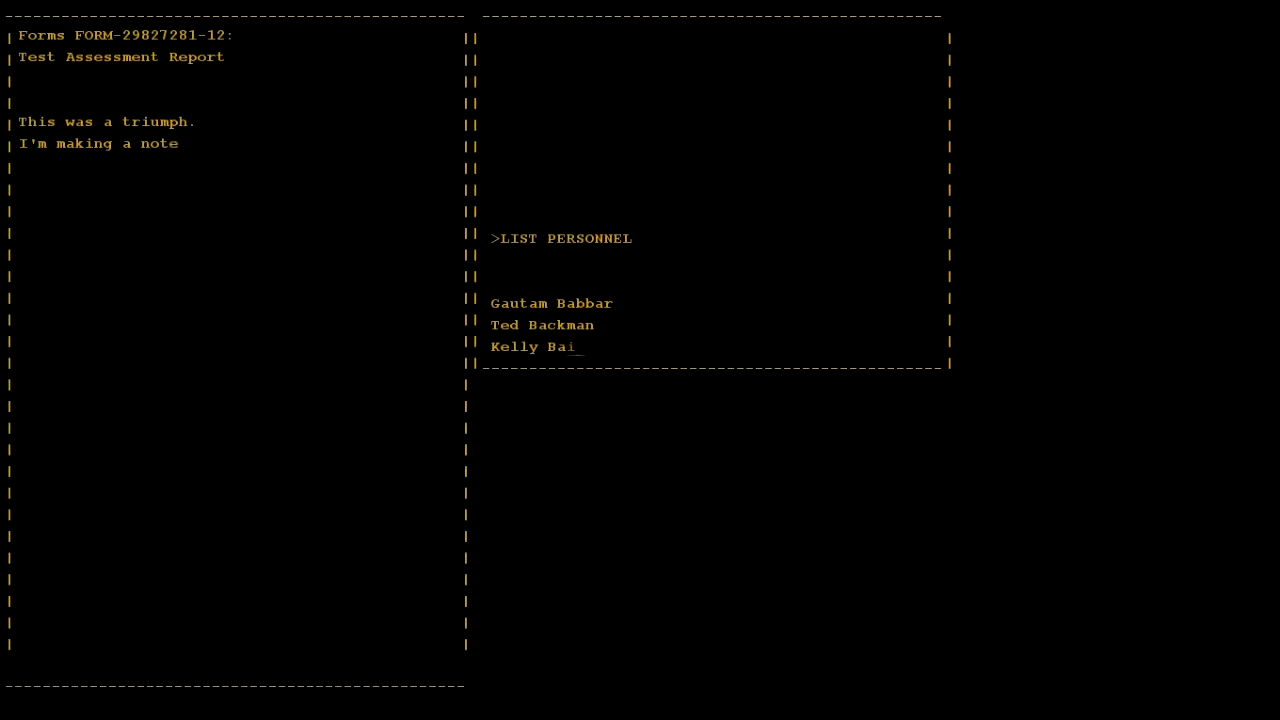 Forms FORM-29827281-12:
Test Assessment Report
This was a triumph.
I'm making a note
>LIST PERSONNEL
Gautam Babbar
Ted Backman
Kelly Bai_